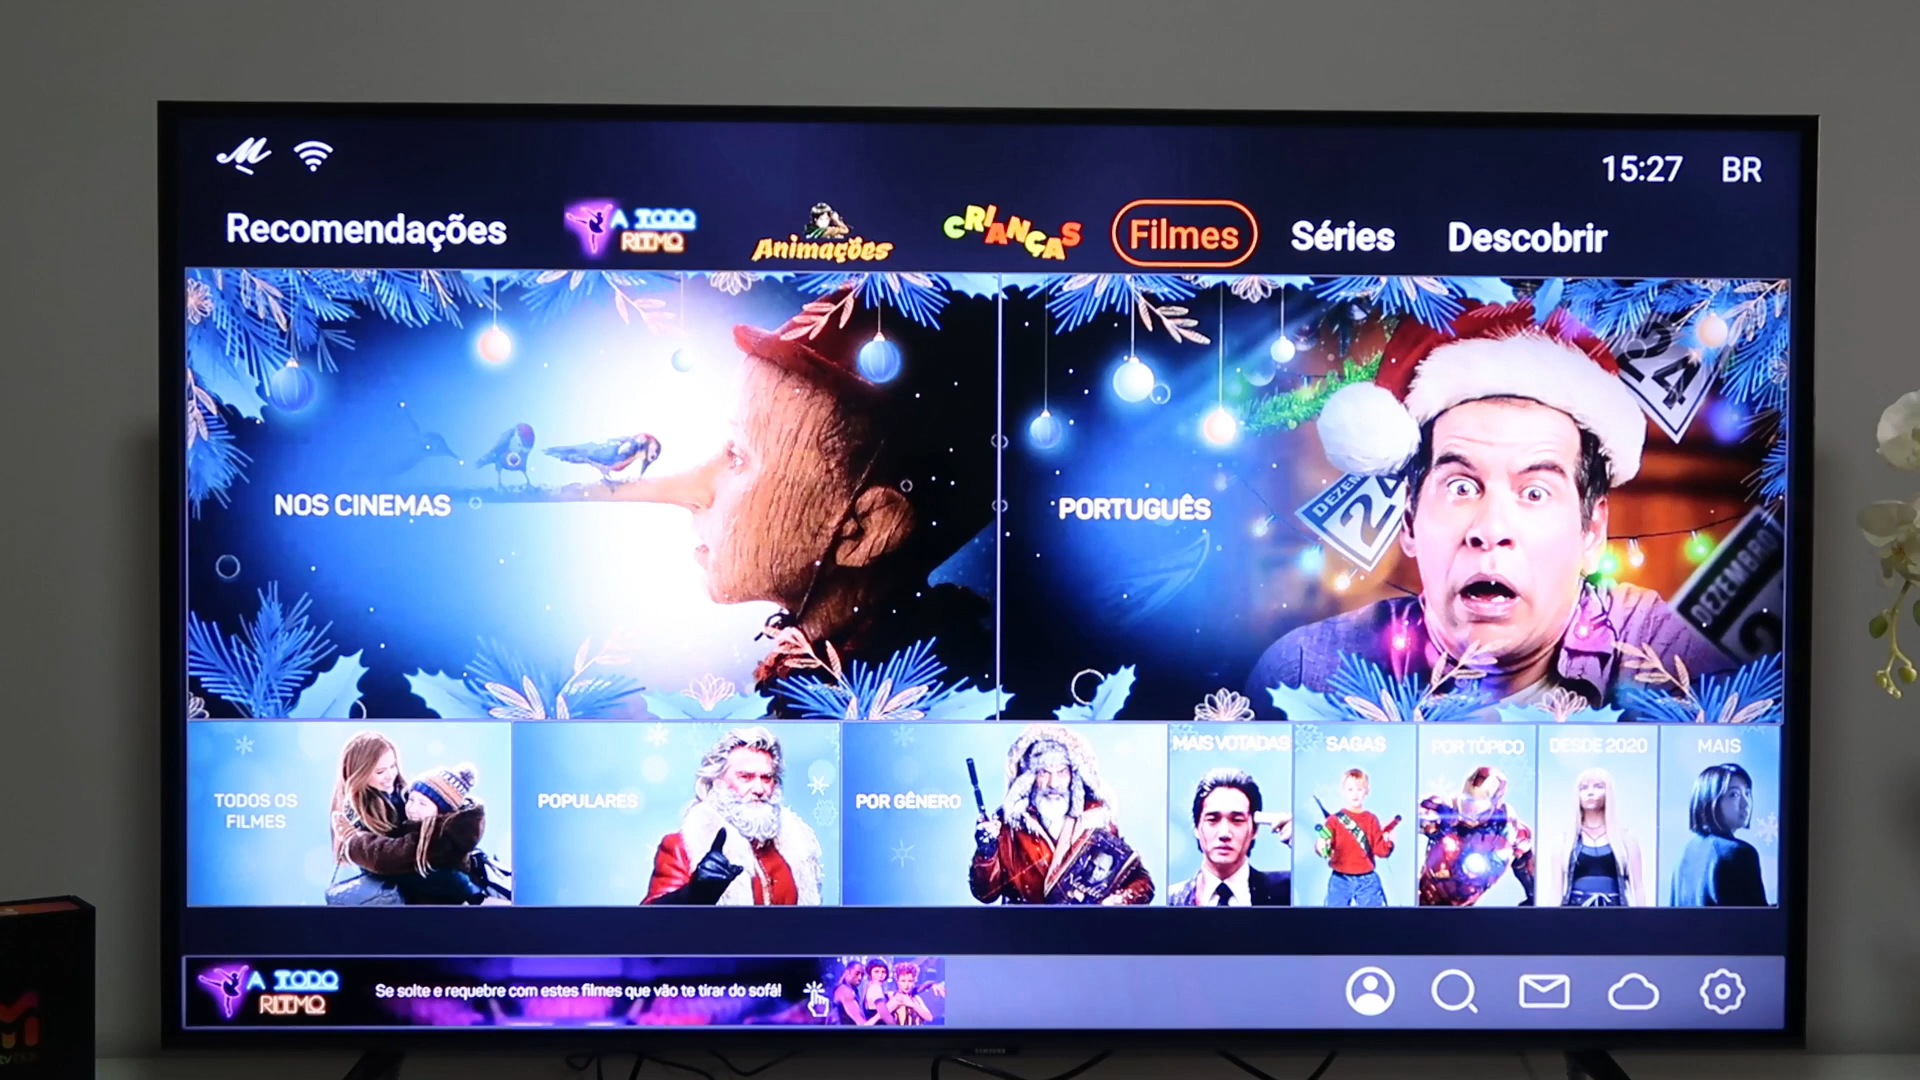 15:27 BR
Recomendações
A TODO
RITMO
Animações
CRIANÇAS
Filmes
Séries
Descobrir
24
NOS CINEMAS
PORTUGUÊS
24
DEZEMBRO
TODOS OS
FILMES
POPULARES
POR GÊNERO
MAIS VOTADAS
SAGAS
POR TÓPICO
DESDE 2020
MAIS
A TODO
RITMO
Se solte e requebre com estes filmes que vão te tirar do sofá!
SAMSUNG